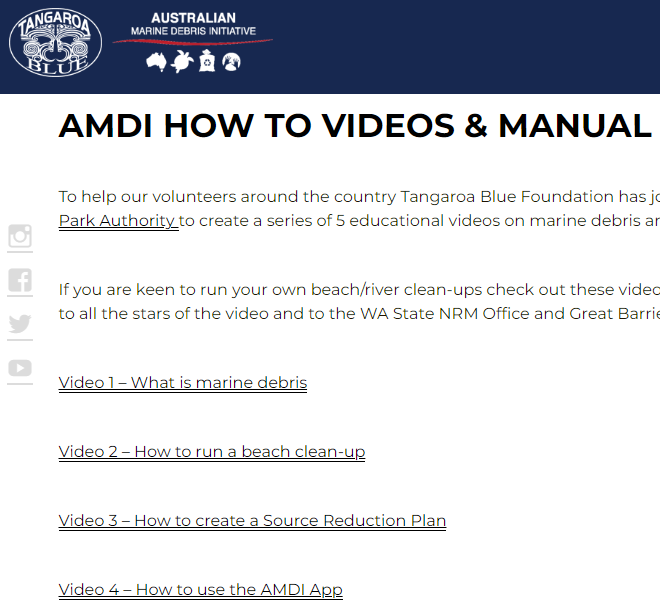 TANGAROA
BLUE
AUSTRALIAN
MARINE DEBRIS INITIATIVE
AMDI HOW TO VIDEOS & MANUAL
To help our volunteers around the country Tangaroa Blue Foundation has
Park Authority to create a series of 5 educational videos on marine debris
If you are keen to run your own beach/river clean-ups check out these
to all the stars of the video and to the WA State NRM Office and Great
Video 1 – What is marine debris
Video 2 – How to run a beach clean-up
Video 3 – How to create a Source Reduction Plan
Video 4 – How to use the AMDI App